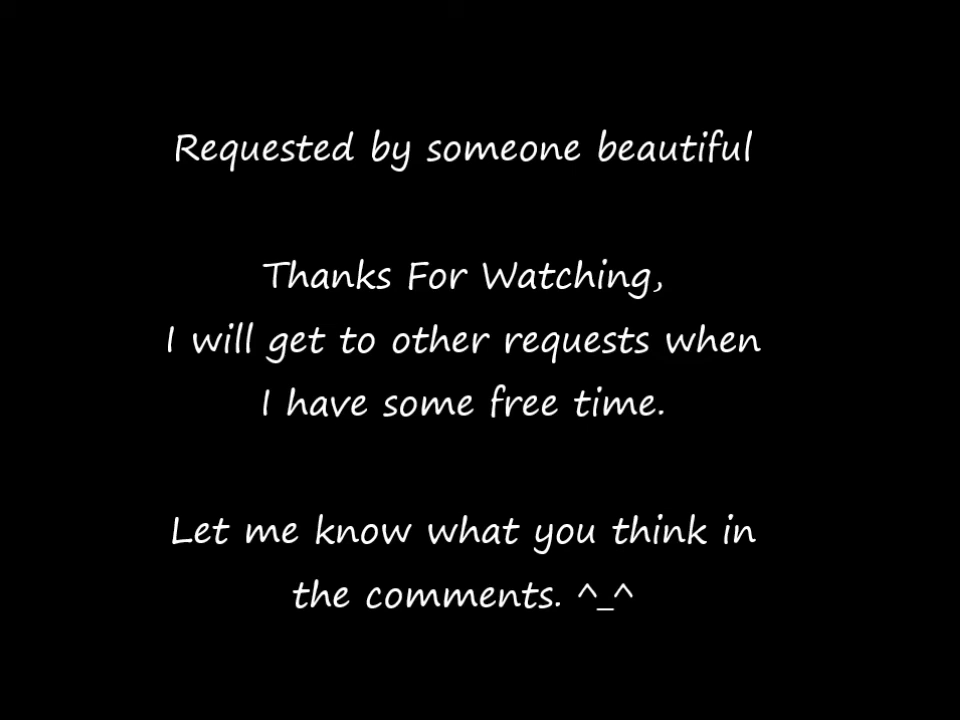 Requested by someone beautiful
Thanks For Watching,
I will get to other requests when
I have some free time.
Let me know what you think in
the comments. ^_^